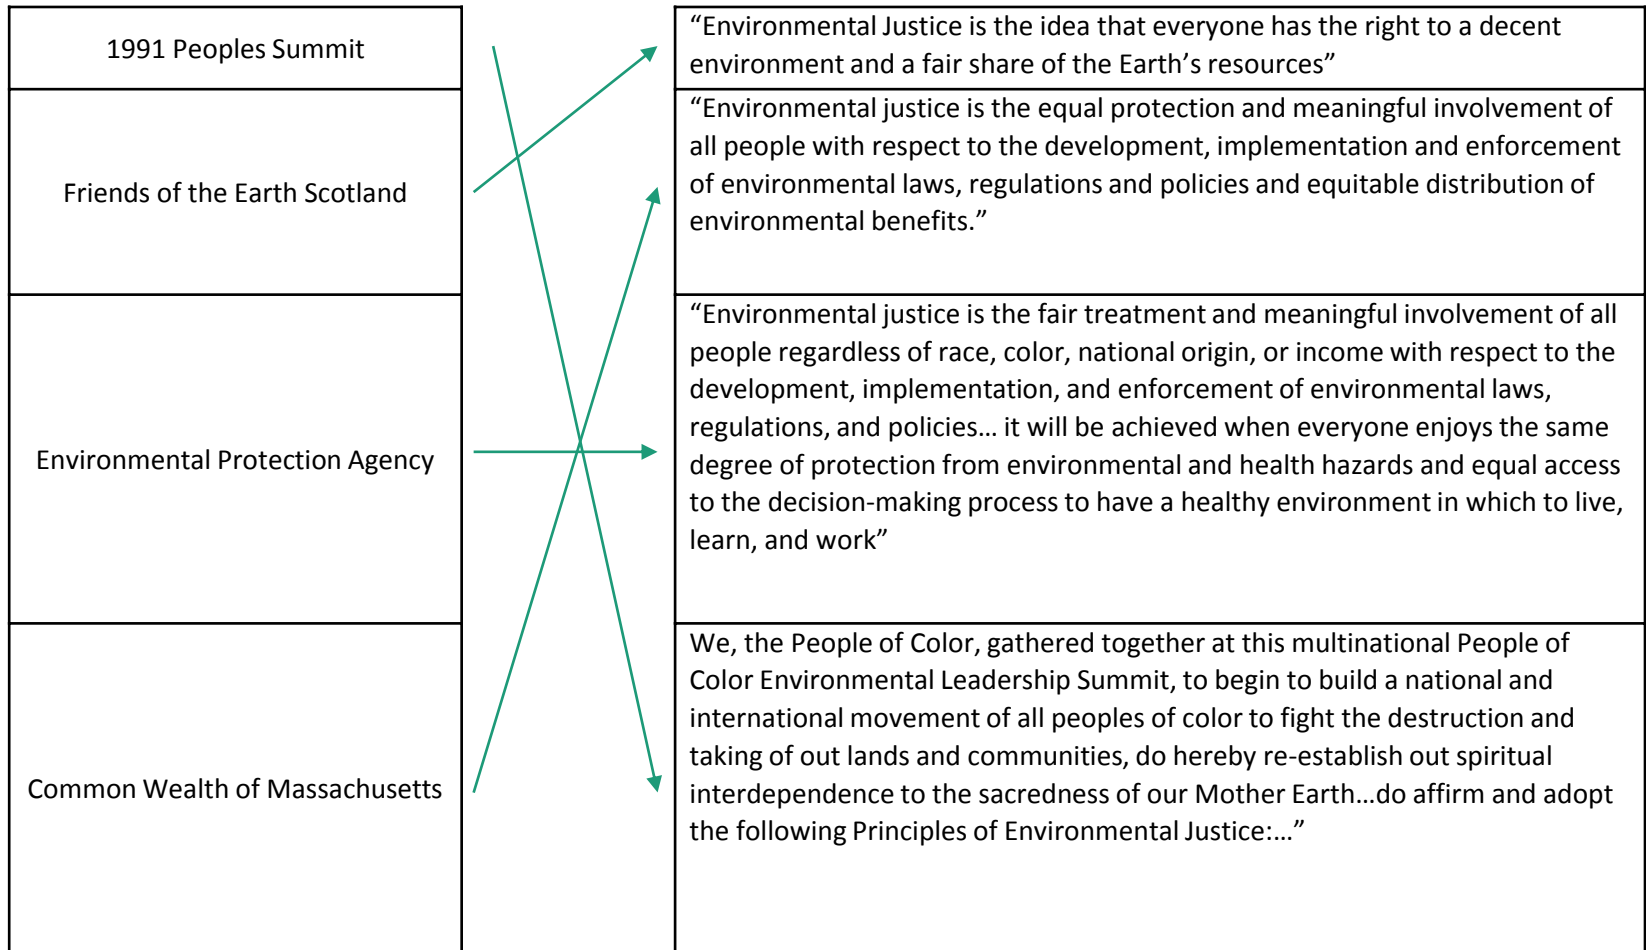 1991 Peoples Summit
“Environmental Justice is the idea that everyone has the right to a decent
environment and a fair share of the Earth’s resources”
Friends of the Earth Scotland
“Environmental justice is the equal protection and meaningful involvement of
all people with respect to the development, implementation and enforcement
of environmental laws, regulations and policies and equitable distribution of
environmental benefits.”
Environmental Protection Agency
“Environmental justice is the fair treatment and meaningful involvement of all
people regardless of race, color, national origin, or income with respect to the
development, implementation, and enforcement of environmental laws,
regulations, and policies… it will be achieved when everyone enjoys the same
degree of protection from environmental and health hazards and equal access
to the decision-making process to have a healthy environment in which to live,
learn, and work”
Common Wealth of Massachusetts
We, the People of Color, gathered together at this multinational People of
Color Environmental Leadership Summit, to begin to build a national and
international movement of all peoples of color to fight the destruction and
taking of out lands and communities, do hereby re-establish out spiritual
interdependence to the sacredness of our Mother Earth…do affirm and adopt
the following Principles of Environmental Justice:…”